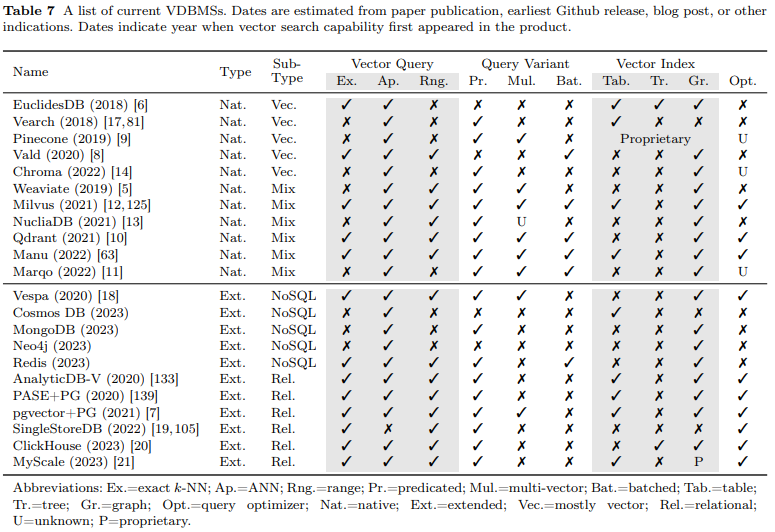 Table 7 A list of current VDBMSs. Dates are estimated from paper publication, earliest Github release, blog post, or other
indications. Dates indicate year when vector search capability first appeared in the product.
Name Type Sub-Type Vector Query Query Variant Vector Index Opt.
Ex. Ap. Rng. Pr. Mul. Bat. Tab. Tr. Gr.
EuclidesDB (2018) [6] Nat. Vec. ✓ ✓ ✗ ✗ ✗ ✗ ✓ ✓ ✓ ✗
Vearch (2018) [17,81] Nat. Vec. ✗ ✓ ✗ ✓ ✗ ✗ ✓ ✗ ✗ ✗
Pinecone (2019) [9] Nat. Vec. ✗ ✓ ✗ ✓ ✓ ✗ Proprietary U
Vald (2020) [8] Nat. Vec. ✓ ✓ ✓ ✗ ✗ ✓ ✗ ✗ ✓ ✗
Chroma (2022) [14] Nat. Vec. ✗ ✓ ✗ ✓ ✗ ✗ ✗ ✗ ✓ U
Weaviate (2019) [5] Nat. Mix ✗ ✓ ✓ ✓ ✓ ✗ ✗ ✗ ✓ ✗
Milvus (2021) [12,125] Nat. Mix ✓ ✓ ✓ ✓ ✓ ✓ ✓ ✗ ✓ ✓
NucliaDB (2021) [13] Nat. Mix ✗ ✓ ✓ ✓ U ✗ ✗ ✗ ✓ ✗
Qdrant (2021) [10] Nat. Mix ✓ ✓ ✓ ✓ ✓ ✓ ✗ ✗ ✓ ✓
Manu (2022) [63] Nat. Mix ✓ ✓ ✓ ✓ ✓ ✓ ✓ ✗ ✓ ✓
Marqo (2022) [11] Nat. Mix ✗ ✓ ✗ ✓ ✓ ✓ ✗ ✗ ✓ U
Vespa (2020) [18] Ext. NoSQL ✓ ✓ ✓ ✓ ✓ ✗ ✗ ✗ ✓ ✓
Cosmos DB (2023) Ext. NoSQL ✗ ✓ ✗ ✗ ✗ ✗ ✓ ✗ ✗ ✗
MongoDB (2023) Ext. NoSQL ✗ ✓ ✗ ✓ ✗ ✗ ✗ ✗ ✓ ✗
Neo4j (2023) Ext. NoSQL ✗ ✓ ✗ ✗ ✗ ✗ ✗ ✗ ✓ ✗
Redis (2023) Ext. NoSQL ✓ ✓ ✓ ✓ ✗ ✓ ✗ ✗ ✓ ✗
AnalyticDB-V (2020) [133] Ext. Rel. ✓ ✓ ✓ ✓ ✗ ✗ ✓ ✗ ✓ ✓
PASE+PG (2020) [139] Ext. Rel. ✓ ✓ ✓ ✓ ✗ ✗ ✓ ✗ ✓ ✓
pgvector+PG (2021) [7] Ext. Rel. ✓ ✓ ✓ ✓ ✓ ✗ ✓ ✗ ✓ ✓
SingleStoreDB (2022) [19,105] Ext. Rel. ✓ ✗ ✓ ✓ ✗ ✗ ✗ ✗ ✗ ✓
ClickHouse (2023) [20] Ext. Rel. ✓ ✓ ✓ ✓ ✗ ✗ ✗ ✓ ✓ ✓
MyScale (2023) [21] Ext. Rel. ✓ ✓ ✓ ✓ ✗ ✗ ✓ ✗ P ✓
Abbreviations: Ex.=exact k-NN; Ap.=ANN; Rng.=range; Pr.=predicated; Mul.=multi-vector; Bat.=batched; Tab.=table;
Tr.=tree; Gr.=graph; Opt.=query optimizer; Nat.=native; Ext.=extended; Vec.=mostly vector; Rel.=relational;
U=unknown; P=proprietary.